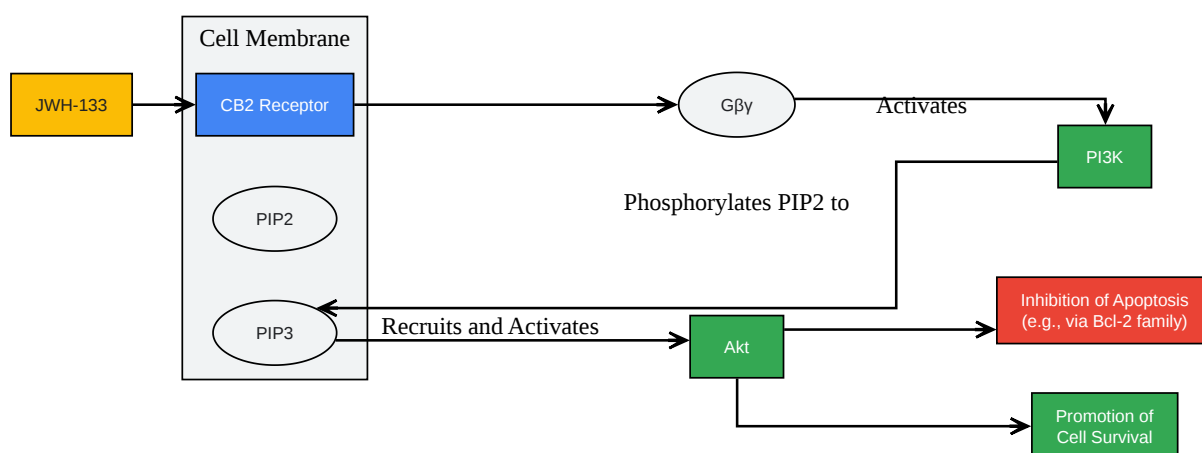 Cell Membrane
JWH-133
CB2 Receptor
Gβγ
Activates
PI3K
Phosphorylates PIP2 to
PIP2
PIP3
Recruits and Activates
Akt
Inhibition of Apoptosis
(e.g., via Bcl-2 family)
Promotion of
Cell Survival